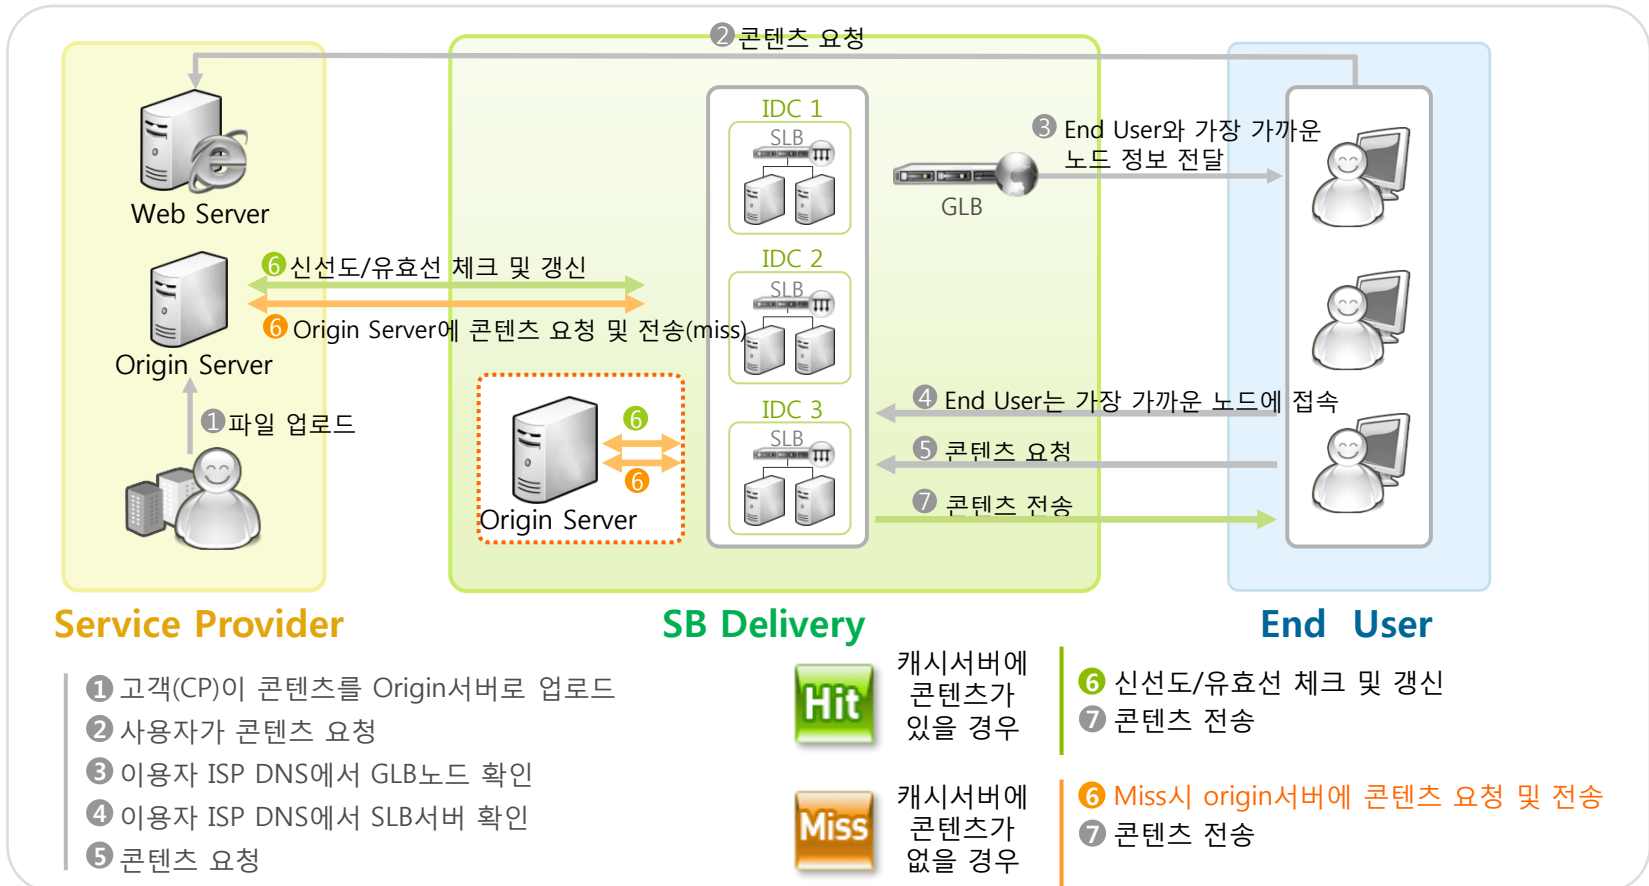 ❷ 콘텐츠 요청
IDC 1
SLB
❸ End User와 가장 가까운
노드 정보 전달
GLB
Web Server
❻ 신선도/유효선 체크 및 갱신
IDC 2
SLB
❻ Origin Server에 콘텐츠 요청 및 전송(miss)
Origin Server
❶ 파일 업로드
❻
❻
Origin Server
IDC 3
SLB
❹ End User는 가장 가까운 노드에 접속
❺ 콘텐츠 요청
❼ 콘텐츠 전송
Service Provider
SB Delivery
End User
❶ 고객(CP)이 콘텐츠를 Origin서버로 업로드
❷ 사용자가 콘텐츠 요청
❸ 이용자 ISP DNS에서 GLB노드 확인
❹ 이용자 ISP DNS에서 SLB서버 확인
❺ 콘텐츠 요청
Hit
캐시서버에
콘텐츠가
있을 경우
❻ 신선도/유효선 체크 및 갱신
❼ 콘텐츠 전송
Miss
캐시서버에
콘텐츠가
없을 경우
❻ Miss시 origin서버에 콘텐츠 요청 및 전송
❼ 콘텐츠 전송